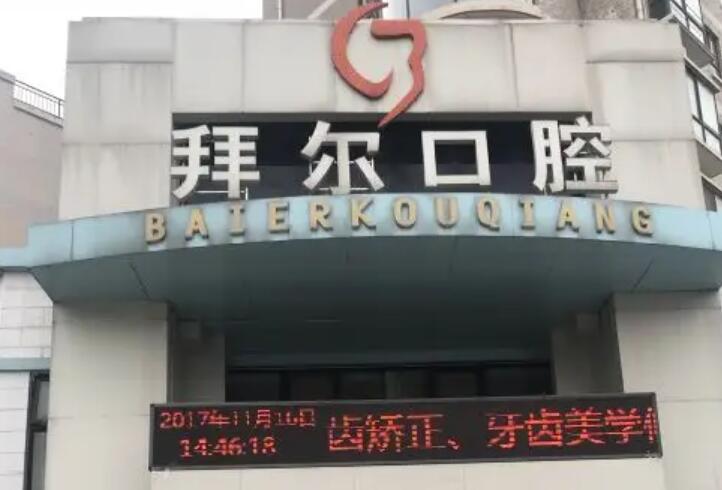 拜尔口腔
BAIERKOUQIANG
2017年11月16日
14:46:18
齿矫正、牙齿美学